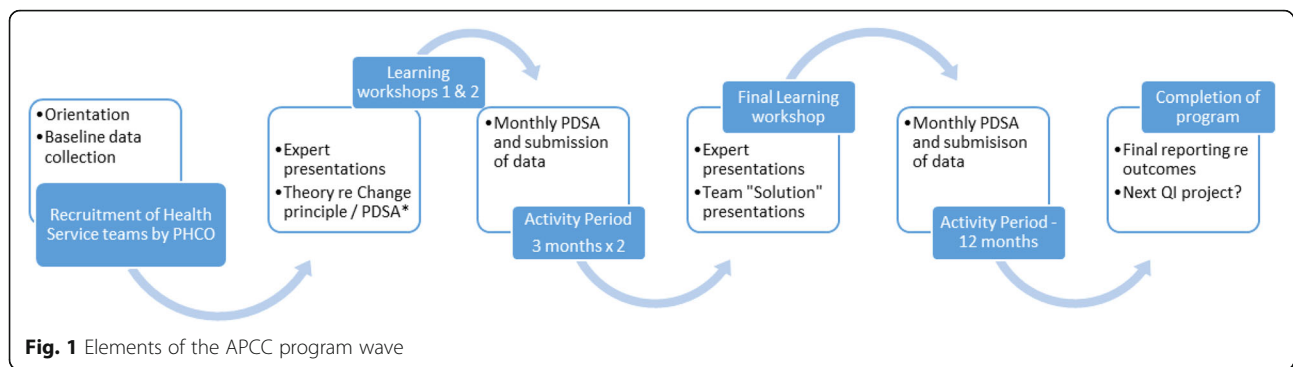 •Orientation
•Baseline data
collection
Recruitment of Health
Service teams by PHCO
Learning
workshops 1 & 2
•Expert
presentations
•Theory re Change
principle / PDSA*
•Monthly PDSA
and submission
of data
Activity Period
3 months x 2
Final Learning
workshop
•Expert
presentations
•Team "Solution"
presentations
•Monthly PDSA
and submisison
of data
Activity Period -
12 months
Completion of
program
•Final reporting re
outcomes
•Next QI project?
Fig. 1 Elements of the APCC program wave